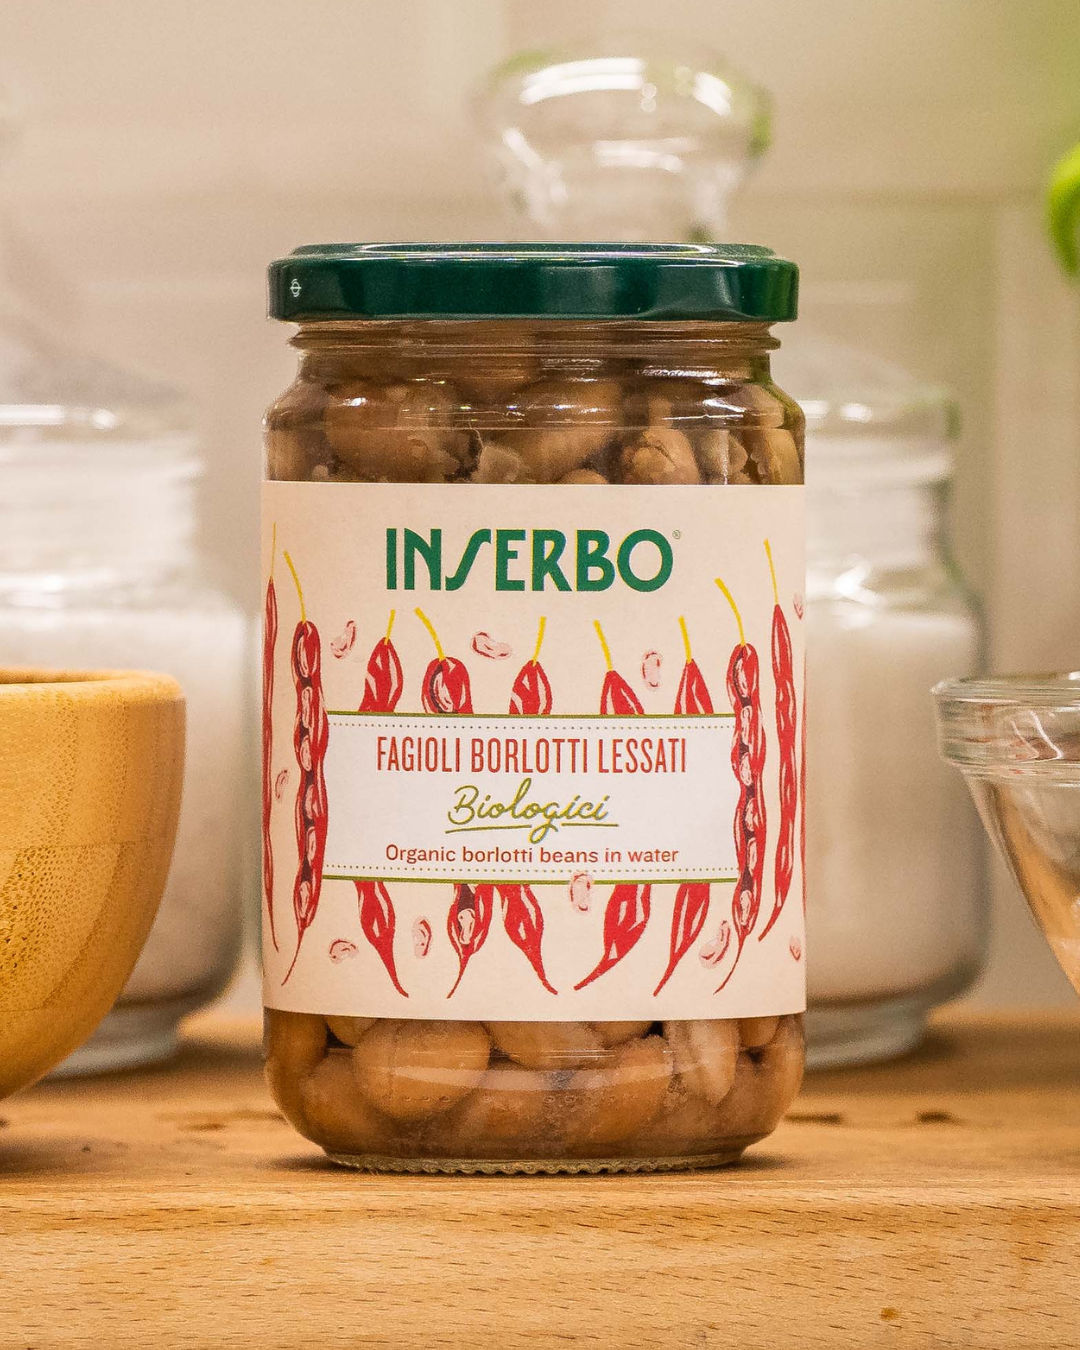 INSERBO®
FAGIOLI BORLOTTI LESSATI
Biologici
Organic borlotti beans in water